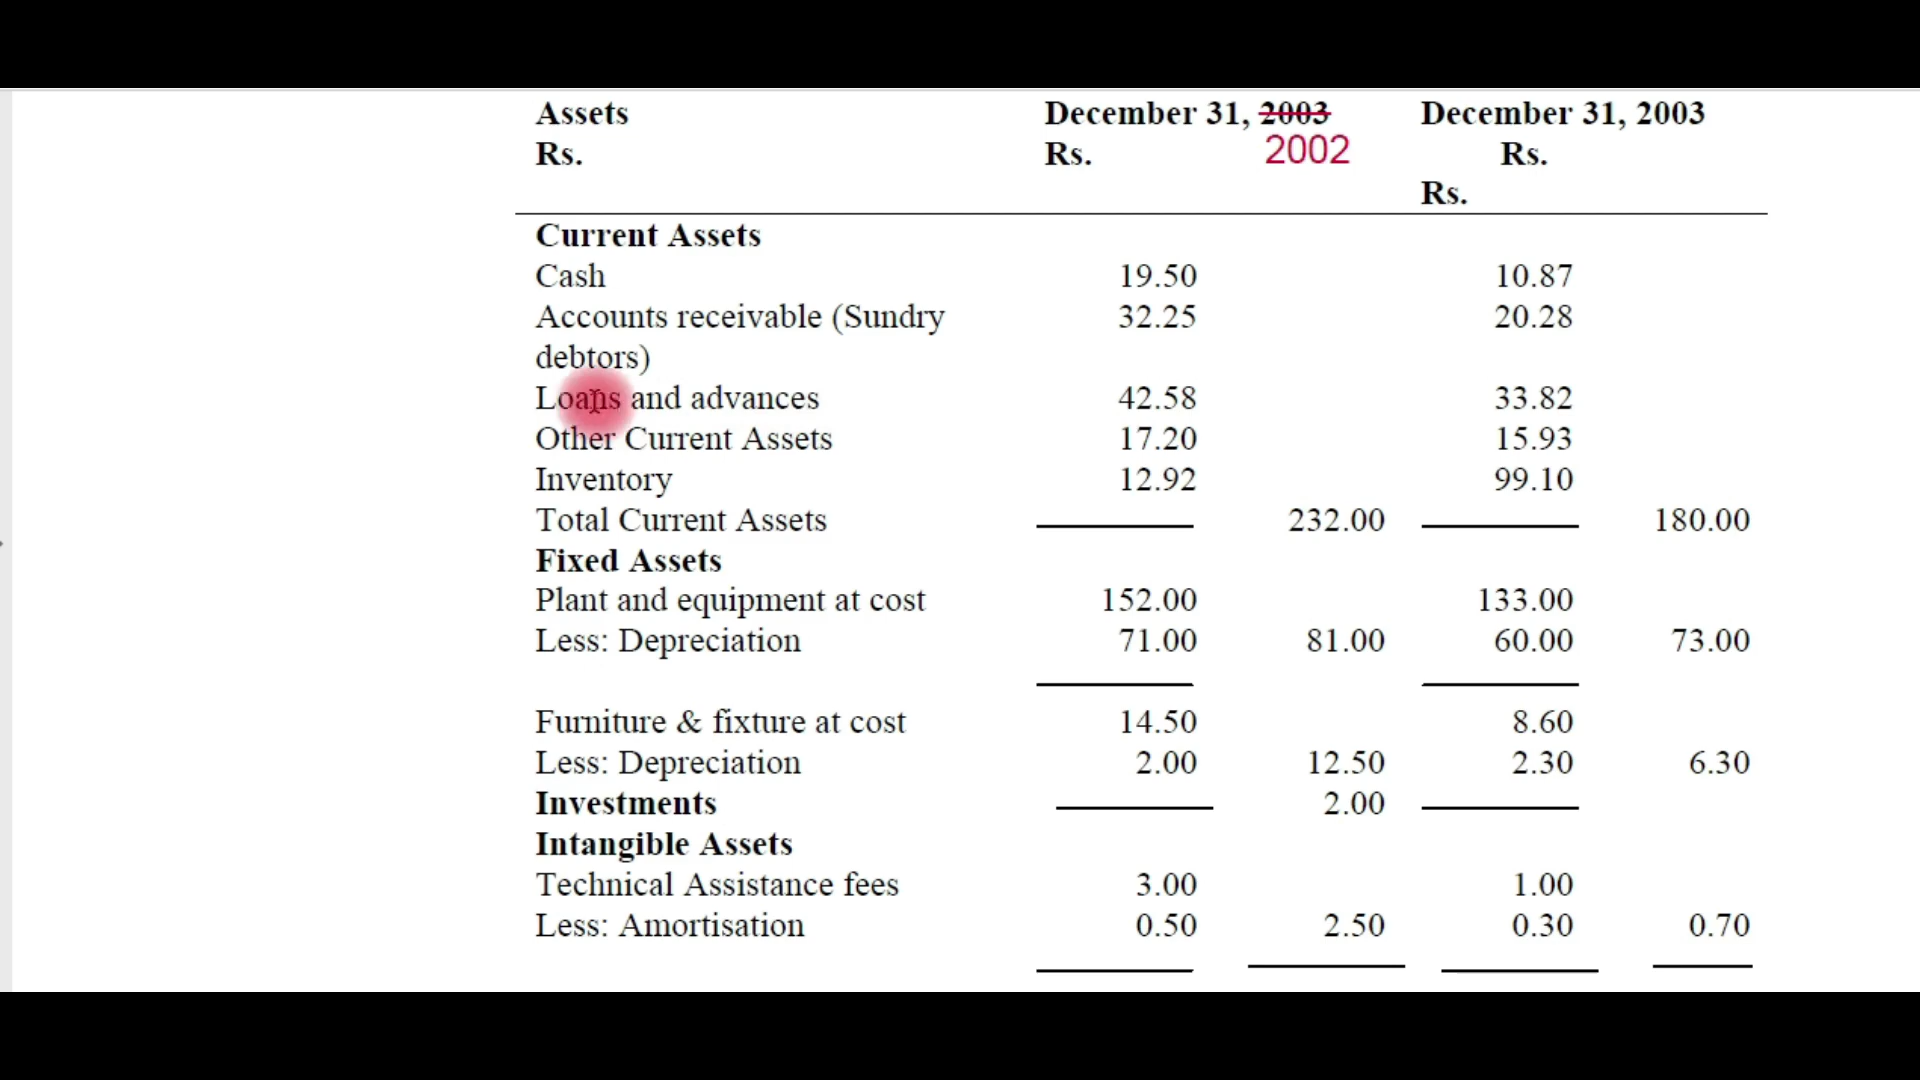 Assets December 31, 2003 December 31, 2003
Rs. Rs. 2002 Rs.
Rs.
Current Assets
Cash 19.50 10.87
Accounts receivable (Sundry 32.25 20.28
debtors)
Loans and advances 42.58 33.82
Other Current Assets 17.20 15.93
Inventory 12.92 99.10
Total Current Assets 232.00 180.00
Fixed Assets
Plant and equipment at cost 152.00 133.00
Less: Depreciation 71.00 81.00 60.00 73.00
Furniture & fixture at cost 14.50 8.60
Less: Depreciation 2.00 12.50 2.30 6.30
Investments 2.00
Intangible Assets
Technical Assistance fees 3.00 1.00
Less: Amortisation 0.50 2.50 0.30 0.70